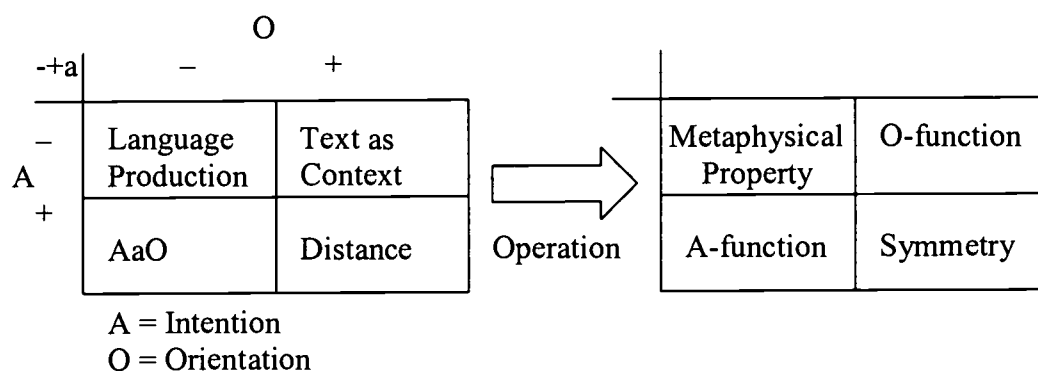 O
-+a – +
– Language Text as Metaphysical O-function
Production Context Property
A
+
AaO Distance Operation A-function Symmetry
A = Intention
O = Orientation